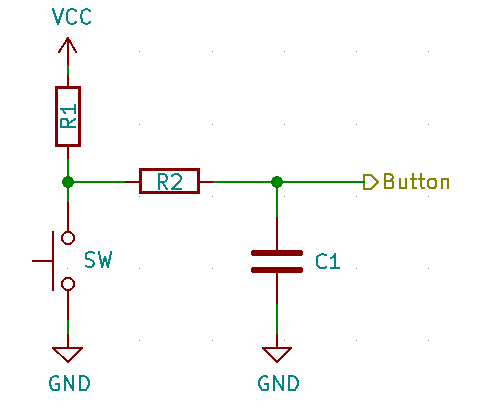 VCC
R1
R2
Button
SW
C1
GND
GND